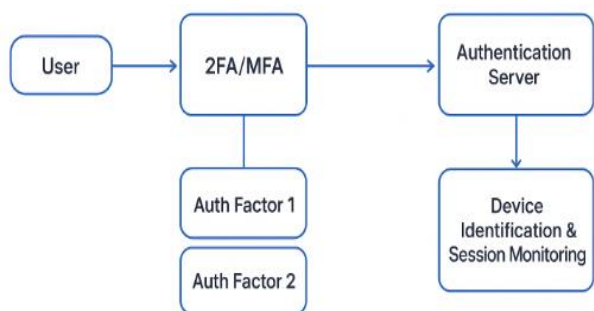 User
2FA/MFA
Authentication
Server
Auth Factor 1
Auth Factor 2
Device
Identification &
Session Monitoring